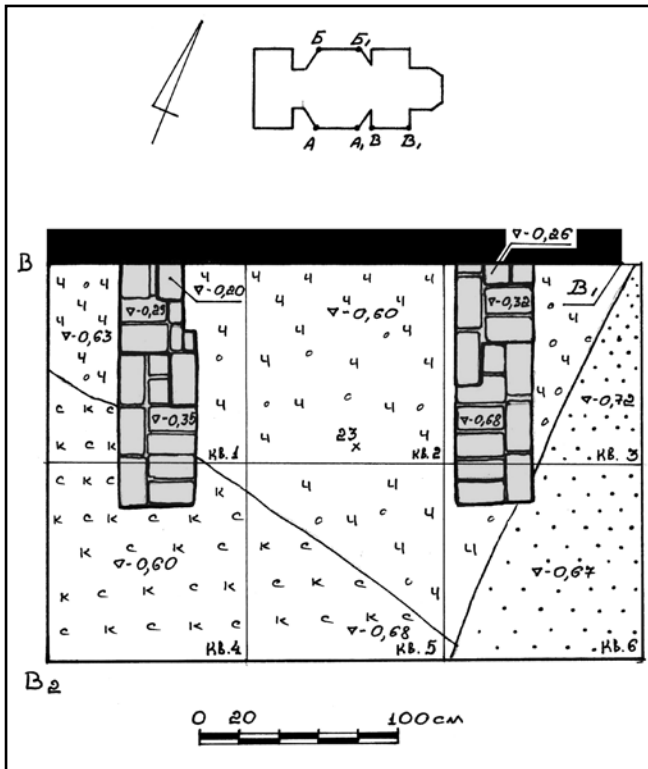 Б Б₁
А А₁ В В₁
В ▽-0,26
В₁
ч о ч ▽-0,20 ч ч ч ч
▽-0,25 ▽-0,60 ▽-0,32
▽-0,63
▽-0,72
с к с ▽-0,35 23 ▽-0,68
× кв.1 кв.2 кв.3
с к с
▽-0,60 ▽-0,67
▽-0,68
кв.4 кв.5 кв.6
В2
0 20 100 см